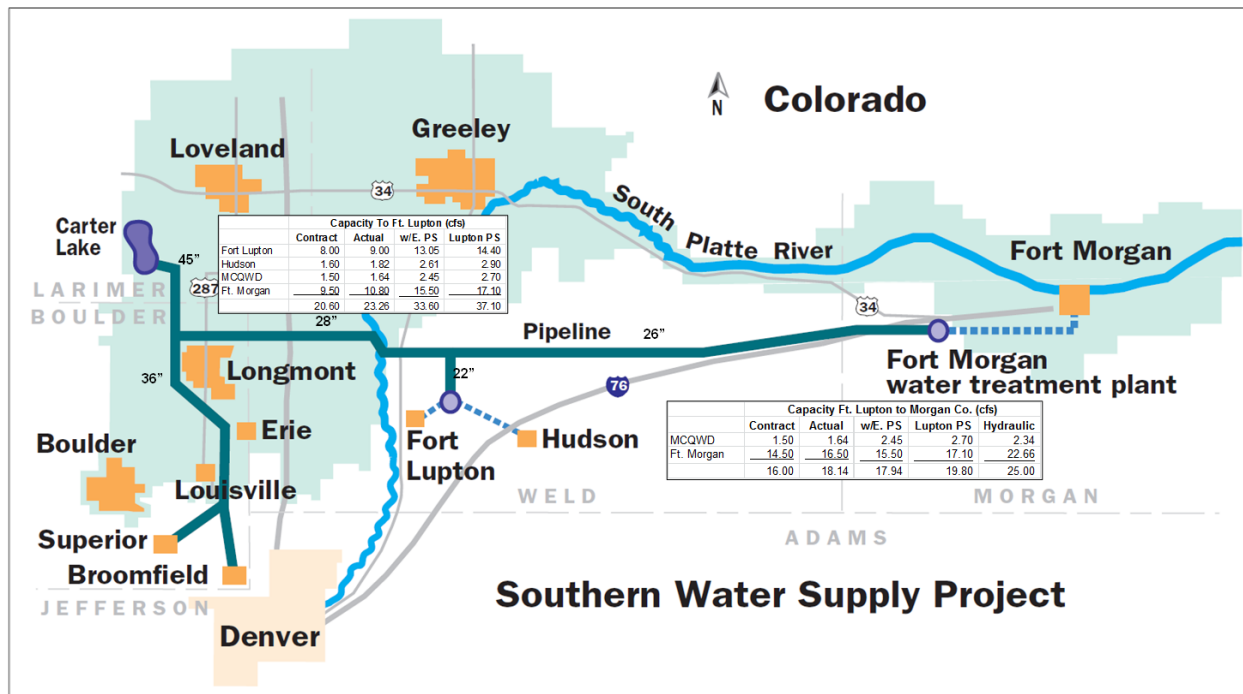 N
Colorado
Greeley
Loveland
34
Carter
Lake
45”
South Platte River
Fort Morgan
Capacity To Ft. Lupton (cfs)
Contract Actual w/E. PS Lupton PS
Fort Lupton 8.00 9.00 13.05 14.40
Hudson 1.60 1.82 2.61 2.90
MCQWD 1.50 1.64 2.45 2.70
Ft. Morgan 9.50 10.80 15.50 17.10
20.60 23.26 33.60 37.10
LARIMER
287
BOULDER
34
28”
Pipeline
26”
Fort Morgan
water treatment plant
36”
Longmont
22”
76
Capacity Ft. Lupton to Morgan Co. (cfs)
Contract Actual w/E. PS Lupton PS Hydraulic
MCQWD 1.50 1.64 2.45 2.70 2.34
Ft. Morgan 14.50 16.50 15.50 17.10 22.66
16.00 18.14 17.94 19.80 25.00
Erie
Fort
Lupton
Hudson
Boulder
Louisville
WELD
MORGAN
ADAMS
Superior
Broomfield
JEFFERSON
Southern Water Supply Project
Denver